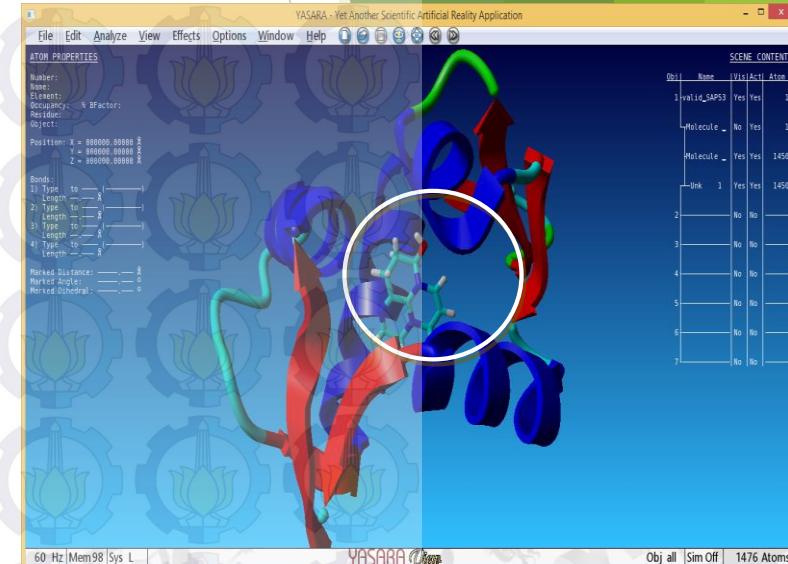 YASARA - Yet Another Scientific Artificial Reality Application
File Edit Analyze View Effects Options Window Help
ATOM PROPERTIES
Number:
Name:
Element:
Occupancy: % BFactor:
Residue:
Object:
Position: X = 000000.00000 Å
Y = 000000.00000 Å
Z = 000000.00000 Å
Bonds:
1) Type to
Length Å
2) Type to
Length Å
3) Type to
Length Å
4) Type to
Length Å
Marked Distance: Å
Marked Angle:
Marked Dihedral:
SCENE CONTENT
Obj Name Vis Act Atom
1 valid_SAP53 Yes Yes 1
Molecule _ No Yes 1
Molecule _ Yes Yes 1450
Unk 1 Yes Yes 1450
2 No No
3 No No
4 No No
5 No No
6 No No
7 No No
60 Hz Mem98 Sys L YASARA Obj all Sim Off 1476 Atoms